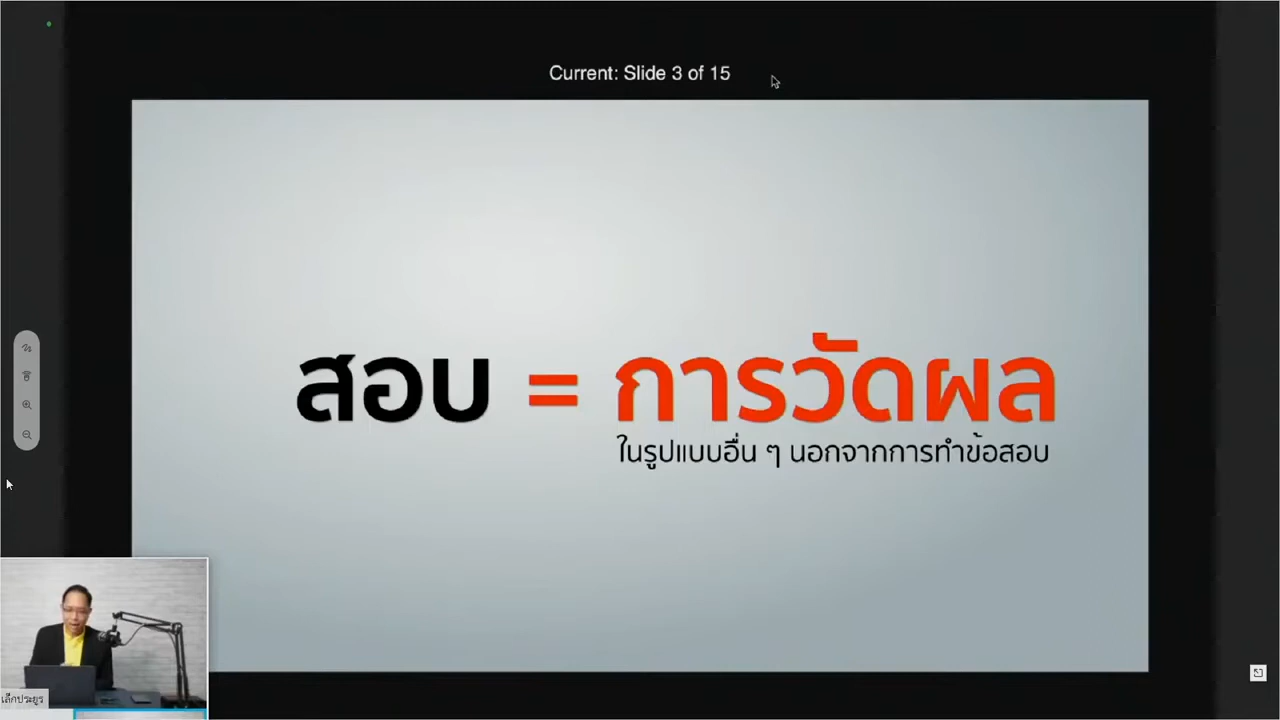 Current: Slide 3 of 15
สอบ = การวัดผล
ในรูปแบบอื่น ๆ นอกจากการทำข้อสอบ
เล็กประยูร